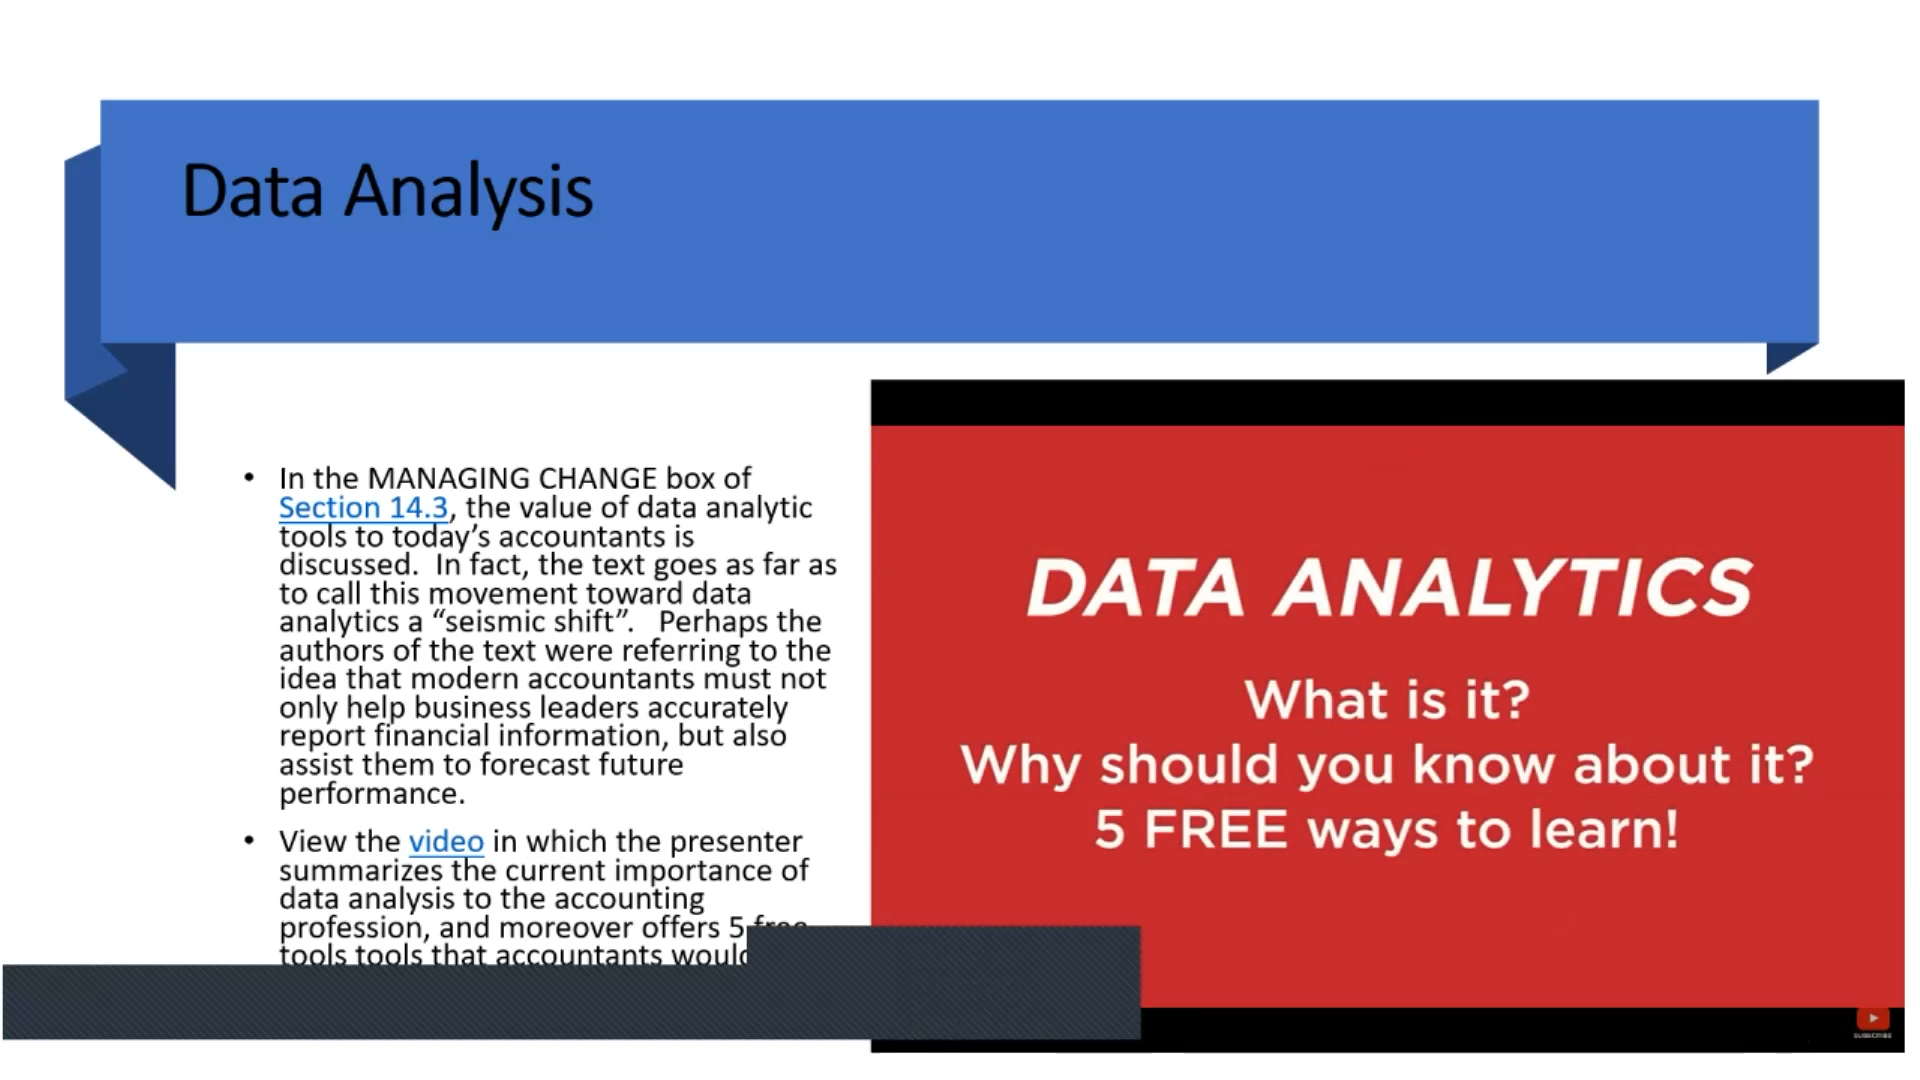 Data Analysis
• In the MANAGING CHANGE box of
Section 14.3, the value of data analytic
tools to today’s accountants is
discussed.  In fact, the text goes as far as
to call this movement toward data
analytics a “seismic shift”.   Perhaps the
authors of the text were referring to the
idea that modern accountants must not
only help business leaders accurately
report financial information, but also
assist them to forecast future
performance.
• View the video in which the presenter
summarizes the current importance of
data analysis to the accounting
profession, and moreover offers 5 free
tools tools that accountants would
DATA ANALYTICS
What is it?
Why should you know about it?
5 FREE ways to learn!
SUBSCRIBE